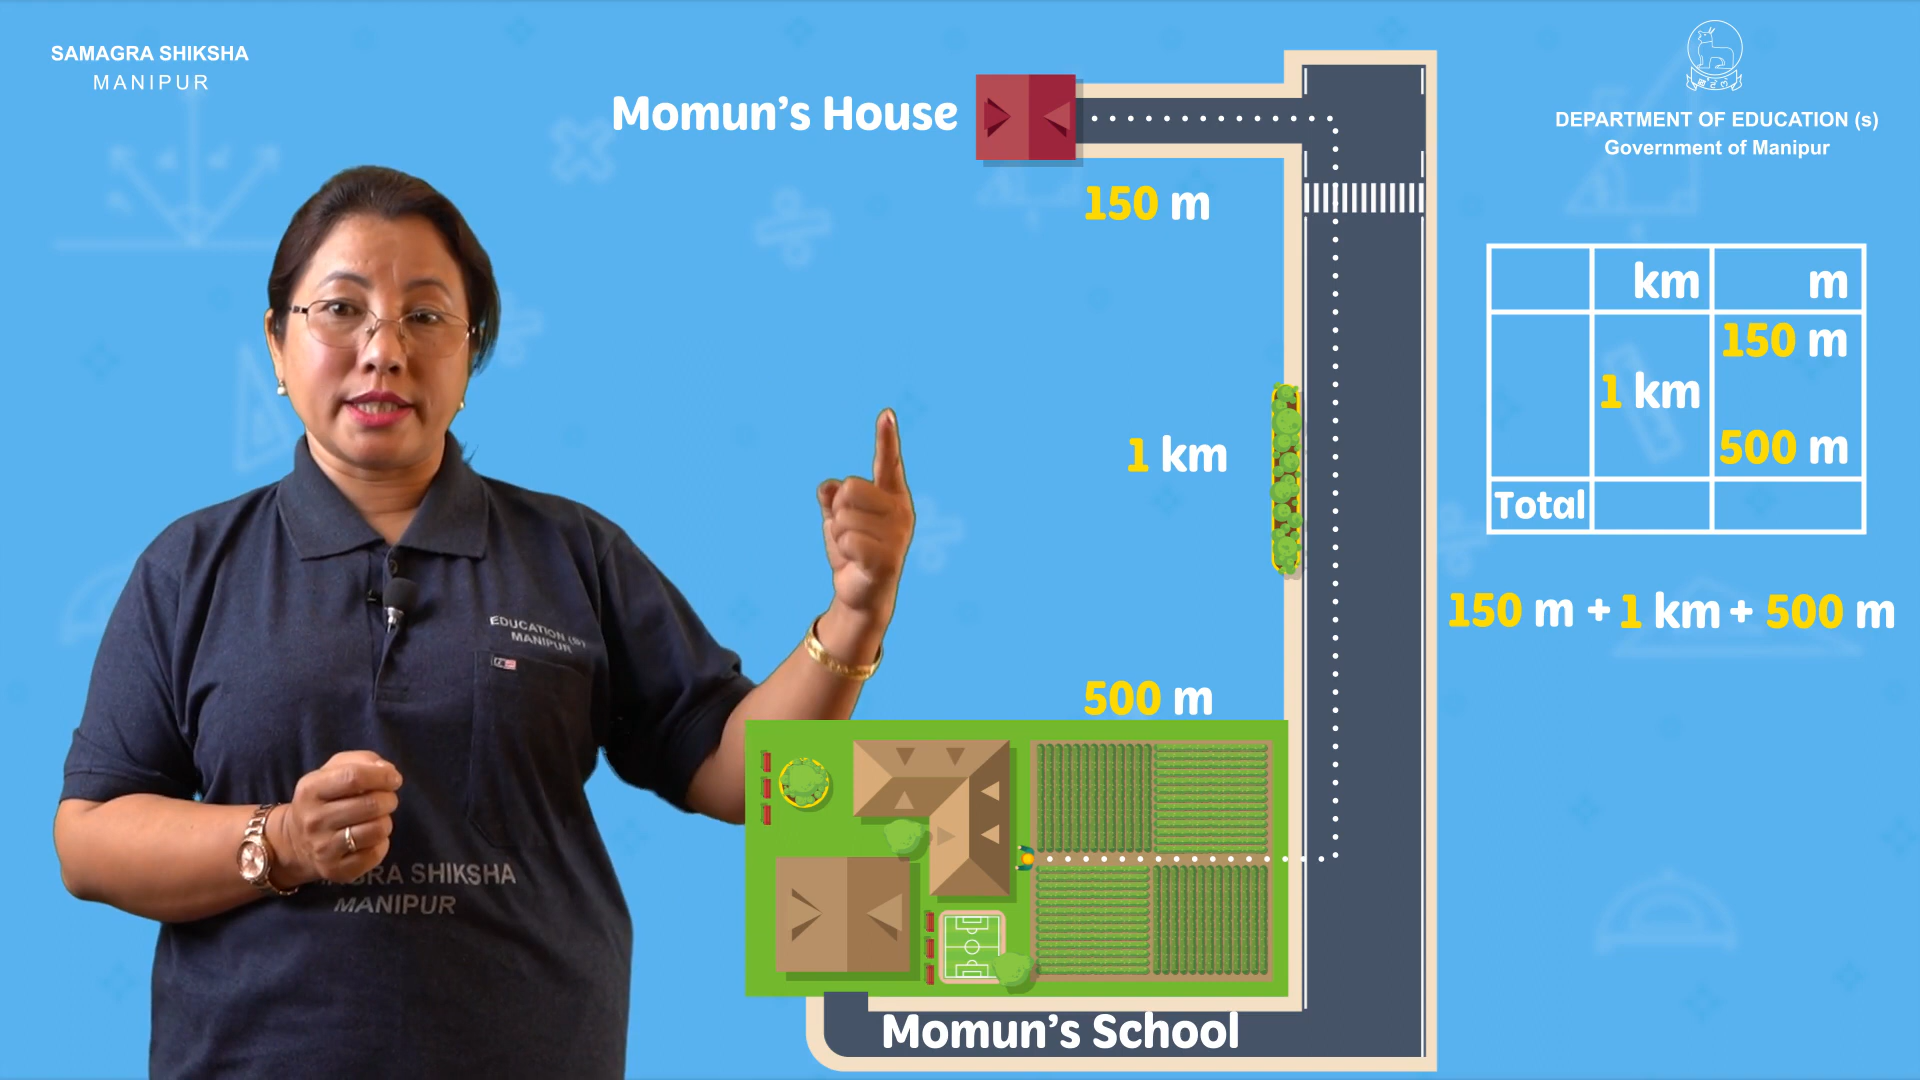 SAMAGRA SHIKSHA
MANIPUR
DEPARTMENT OF EDUCATION (s)
Government of Manipur
Momun's House
150 m
1 km
500 m
Momun's School
km m
150 m
1 km
500 m
Total
150 m + 1 km + 500 m
EDUCATION (S)
MANIPUR
SHIKSHA
MANIPUR